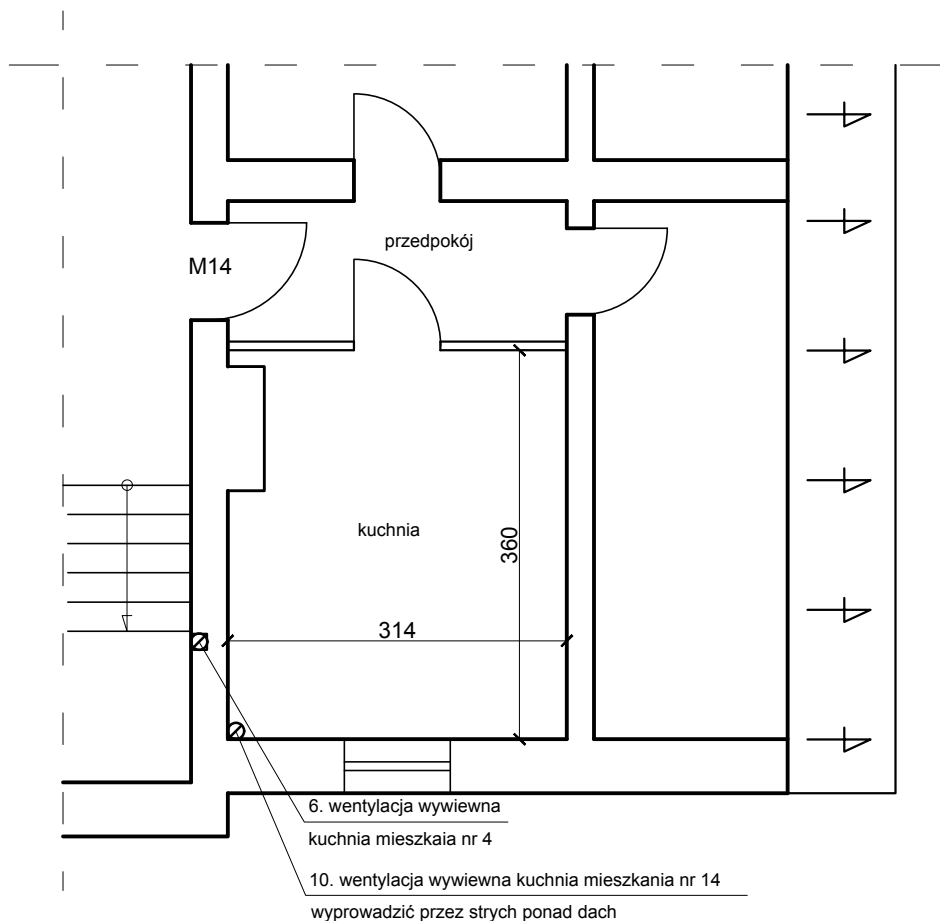 przedpokój
M14
kuchnia
360
314
6. wentylacja wywiewna
kuchnia mieszkaia nr 4
10. wentylacja wywiewna kuchnia mieszkania nr 14
wyprowadzić przez strych ponad dach